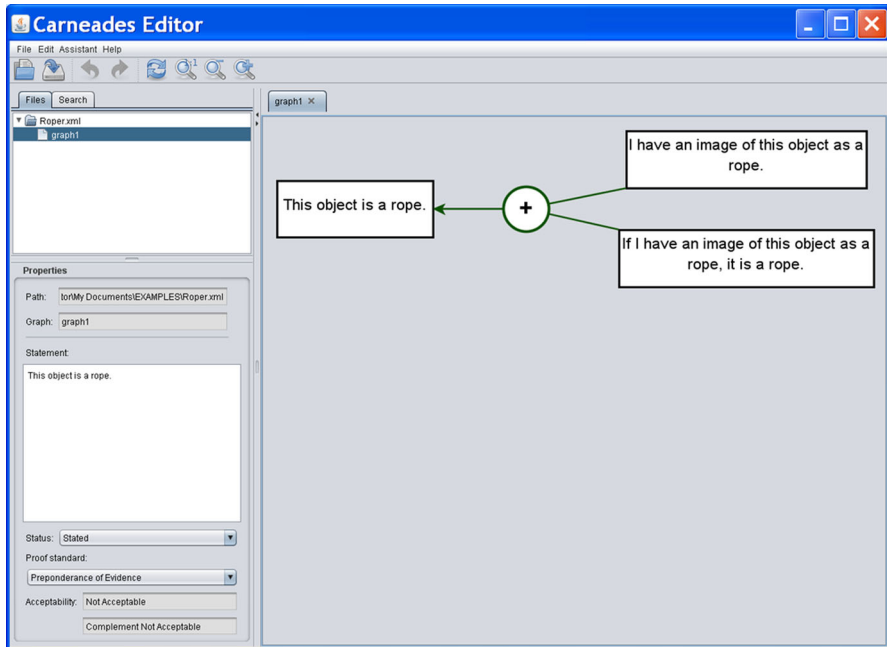 Carneades Editor
File Edit Assistant Help
Files Search
Roper.xml
graph1
graph1 ×
This object is a rope.
+
I have an image of this object as a
rope.
If I have an image of this object as a
rope, it is a rope.
Properties
Path: tor\My Documents\EXAMPLES\Roper.xml
Graph: graph1
Statement:
This object is a rope.
Status: Stated
Proof standard:
Preponderance of Evidence
Acceptability: Not Acceptable
Complement Not Acceptable